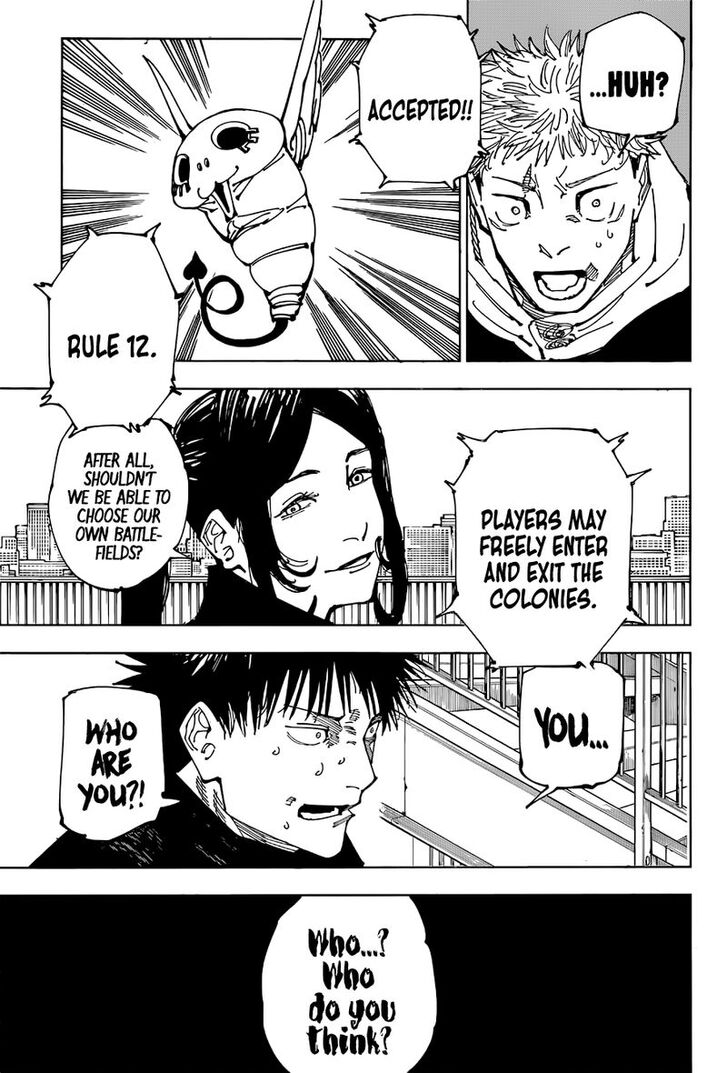 ...HUH?
ACCEPTED!!
RULE 12.
PLAYERS MAY
FREELY ENTER
AND EXIT THE
COLONIES.
AFTER ALL,
SHOULDN'T
WE BE ABLE TO
CHOOSE OUR
OWN BATTLE-
FIELDS?
YOU...
WHO
ARE
YOU?!
Who...?
Who
do you
think?